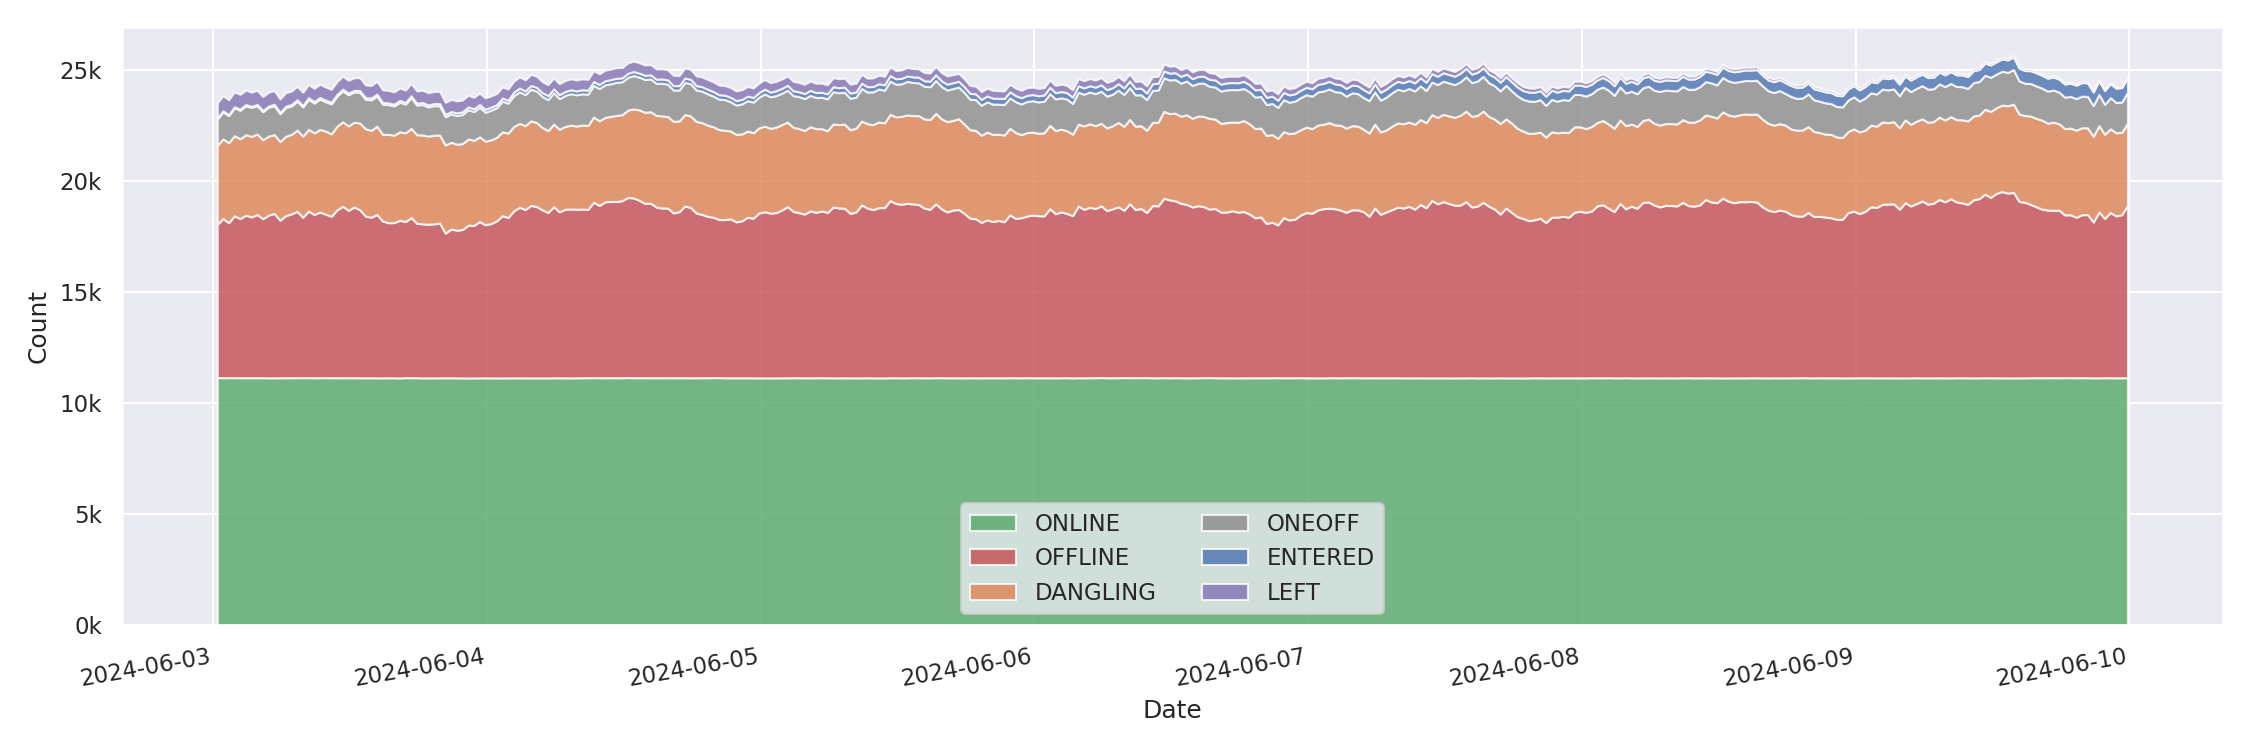 25k
20k
15k
10k
5k
0k
Count
ONLINE
OFFLINE
DANGLING
ONEOFF
ENTERED
LEFT
2024-06-03
2024-06-04
2024-06-05
2024-06-06
2024-06-07
2024-06-08
2024-06-09
2024-06-10
Date